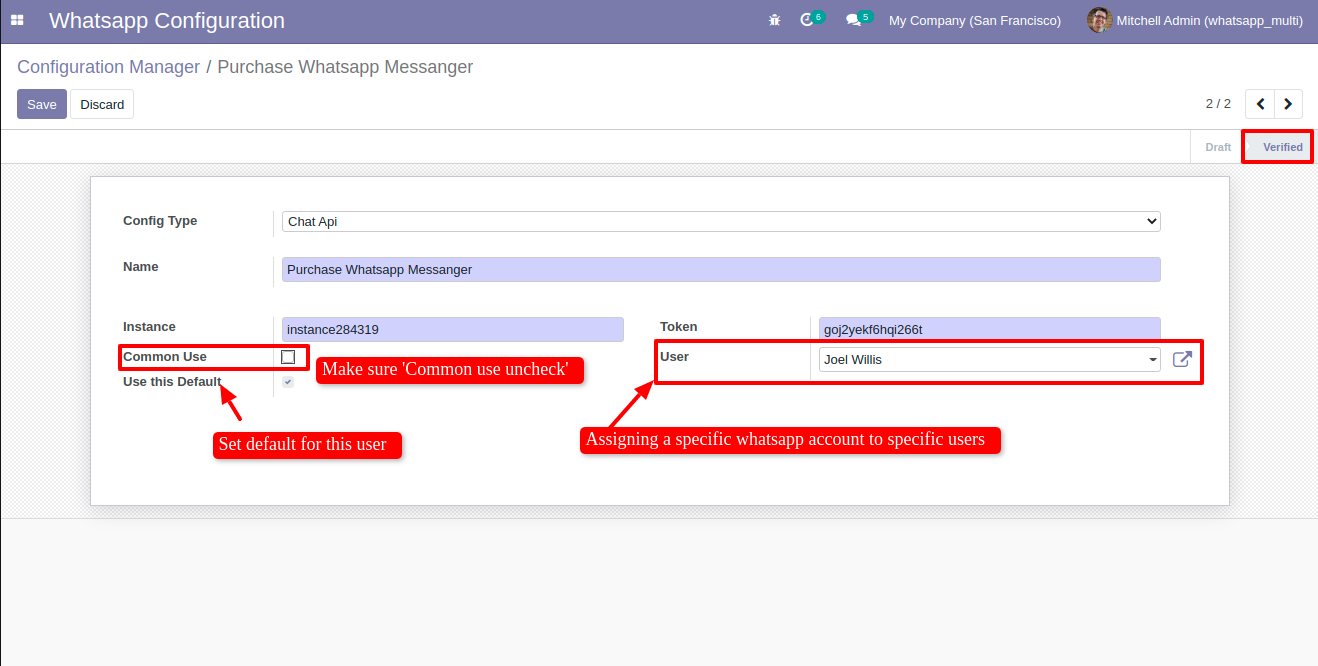 Whatsapp Configuration
6
5
My Company (San Francisco)
Mitchell Admin (whatsapp_multi)
Configuration Manager / Purchase Whatsapp Messanger
Save
Discard
2 / 2
Draft
Verified
Config Type
Chat Api
Name
Purchase Whatsapp Messanger
Instance
instance284319
Token
goj2yekf6hqi266t
Common Use
Make sure 'Common use uncheck'
User
Joel Willis
Use this Default
Set default for this user
Assigning a specific whatsapp account to specific users